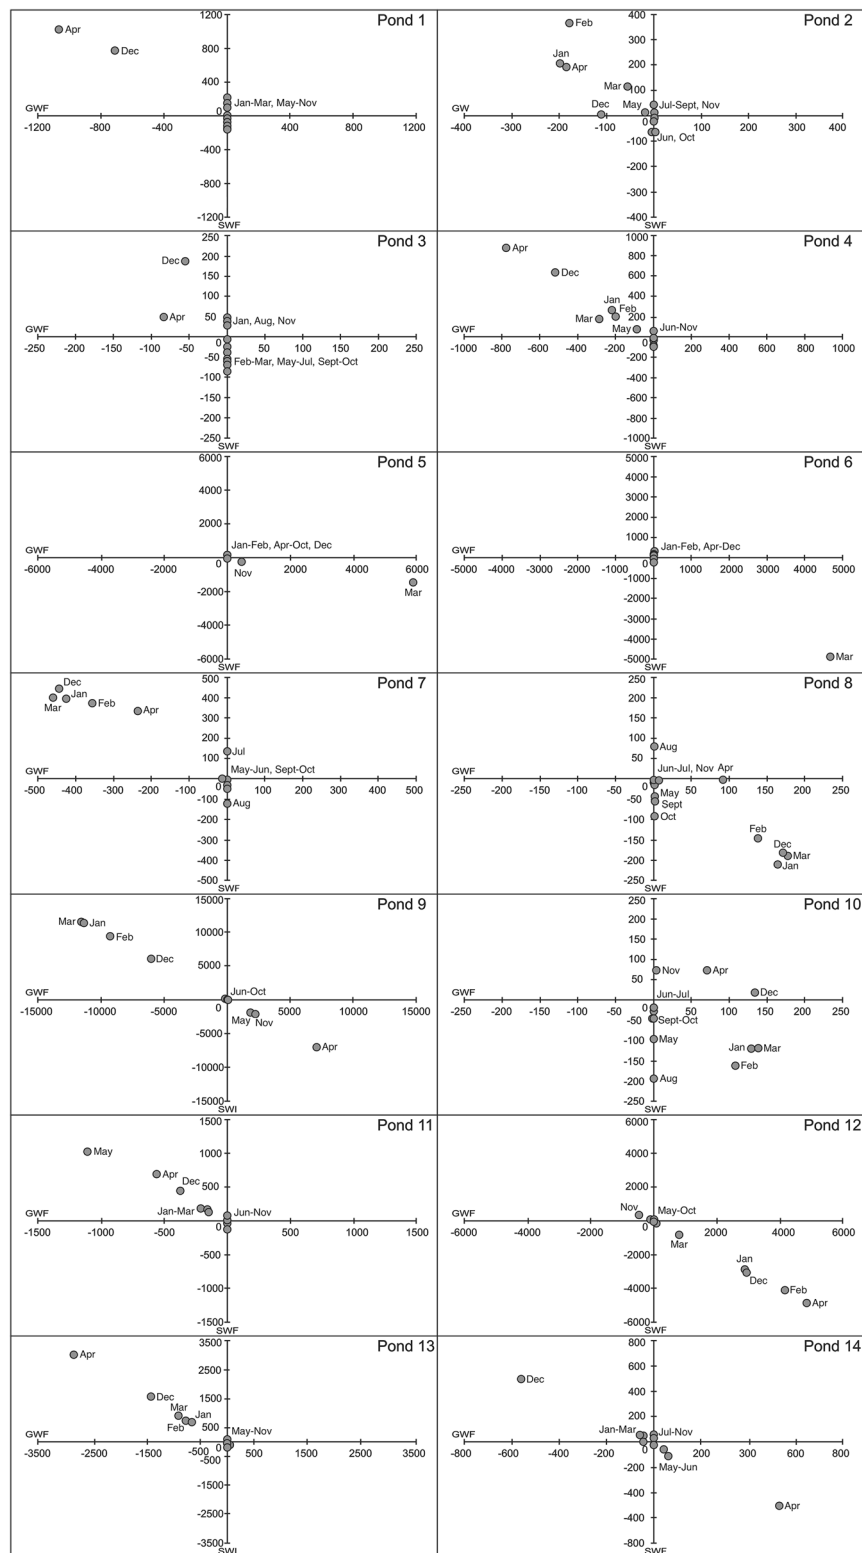 Pond 1
1200
800
400
0
-400
-800
-1200
GWF
-1200 -800 -400 400 800 1200
SWF
Apr
Dec
Jan-Mar, May-Nov
Pond 2
400
300
200
100
0
-100
-200
-300
-400
GW
-400 -300 -200 -100 100 200 300 400
SWF
Feb
Jan
Apr
Mar
Dec
May
Jul-Sept, Nov
Jun, Oct
Pond 3
250
200
150
100
50
0
-50
-100
-150
-200
-250
GWF
-250 -200 -150 -100 -50 50 100 150 200 250
SWF
Dec
Apr
Jan, Aug, Nov
Feb-Mar, May-Jul, Sept-Oct
Pond 4
1000
800
600
400
200
0
-200
-400
-600
-800
-1000
GWF
-1000 -800 -600 -400 -200 200 400 600 800 1000
SWF
Apr
Dec
Jan
Feb
Mar
May
Jun-Nov
Pond 5
6000
4000
2000
0
-2000
-4000
-6000
GWF
-6000 -4000 -2000 2000 4000 6000
SWF
Jan-Feb, Apr-Oct, Dec
Nov
Mar
Pond 6
5000
4000
3000
2000
1000
0
-1000
-2000
-3000
-4000
-5000
GWF
-5000 -4000 -3000 -2000 -1000 1000 2000 3000 4000 5000
SWF
Jan-Feb, Apr-Dec
Mar
Pond 7
500
400
300
200
100
0
-100
-200
-300
-400
-500
GWF
-500 -400 -300 -200 -100 100 200 300 400 500
SWF
Dec
Jan
Mar
Feb
Apr
Jul
May-Jun, Sept-Oct
Aug
Pond 8
250
200
150
100
50
0
-50
-100
-150
-200
-250
GWF
-250 -200 -150 -100 -50 50 100 150 200 250
SWF
Aug
Jun-Jul, Nov
Apr
May
Sept
Oct
Feb
Dec
Mar
Jan
Pond 9
15000
10000
5000
0
-5000
-10000
-15000
GWF
-15000 -10000 -5000 5000 10000 15000
SWI
Mar
Jan
Feb
Dec
Jun-Oct
May
Nov
Apr
Pond 10
250
200
150
100
50
0
-50
-100
-150
-200
-250
GWF
-250 -200 -150 -100 -50 50 100 150 200 250
SWF
Nov
Apr
Dec
Jun-Jul
Sept-Oct
May
Jan
Mar
Feb
Aug
Pond 11
1500
1000
500
0
-500
-1000
-1500
GWF
-1500 -1000 -500 500 1000 1500
SWF
May
Apr
Dec
Jan-Mar
Jun-Nov
Pond 12
6000
4000
2000
0
-2000
-4000
-6000
GWF
-6000 -4000 -2000 2000 4000 6000
SWF
Nov
May-Oct
Mar
Jan
Dec
Feb
Apr
Pond 13
3500
2500
1500
500
-500
-1500
-2500
-3500
GWF
-3500 -2500 -1500 -500 500 1500 2500 3500
SWI
Apr
Dec
Mar
Jan
Feb
May-Nov
Pond 14
800
600
400
200
0
-200
-400
-600
-800
GWF
-800 -600 -400 -200 200 400 600 800
SWF
Dec
Jan-Mar
Jul-Nov
May-Jun
Apr